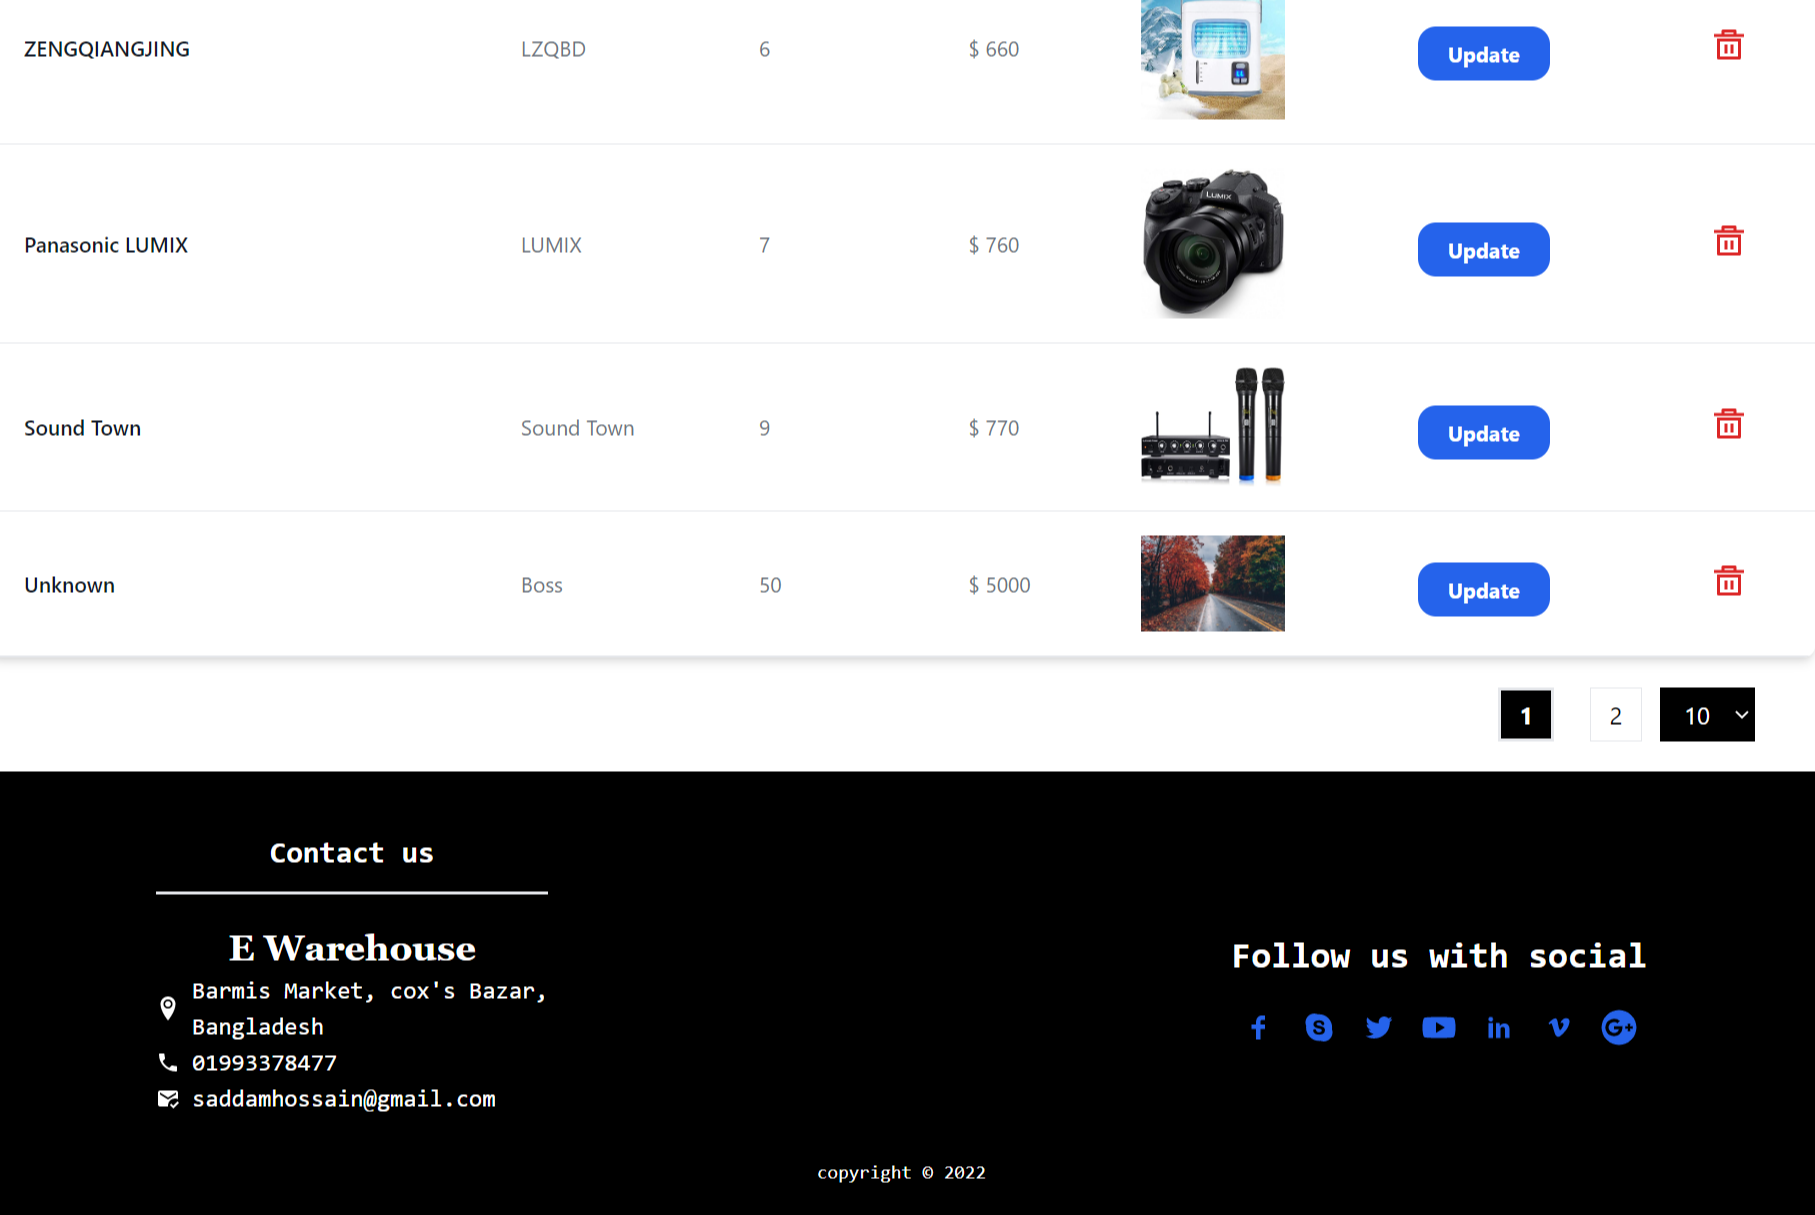 ZENGQIANGJING LZQBD 6 $ 660 Update
Panasonic LUMIX LUMIX 7 $ 760 LUMIX Update
Sound Town Sound Town 9 $ 770 Update
Unknown Boss 50 $ 5000 Update
1 2 10
Contact us
E Warehouse
Barmis Market, cox's Bazar,
Bangladesh
01993378477
saddamhossain@gmail.com
Follow us with social
copyright © 2022